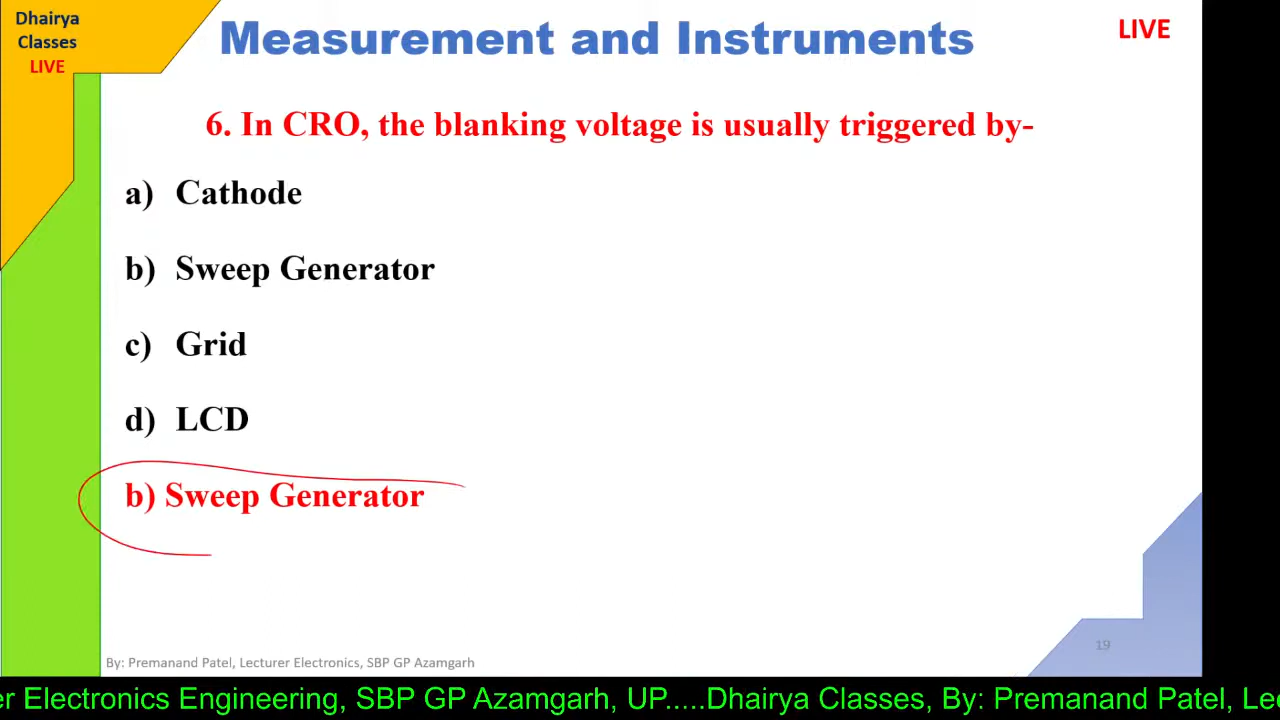 Dhairya
Classes
LIVE
Measurement and Instruments
LIVE
6. In CRO, the blanking voltage is usually triggered by-
a) Cathode
b) Sweep Generator
c) Grid
d) LCD
b) Sweep Generator
19
By: Premanand Patel, Lecturer Electronics, SBP GP Azamgarh
er Electronics Engineering, SBP GP Azamgarh, UP.....Dhairya Classes, By: Premanand Patel, Lec